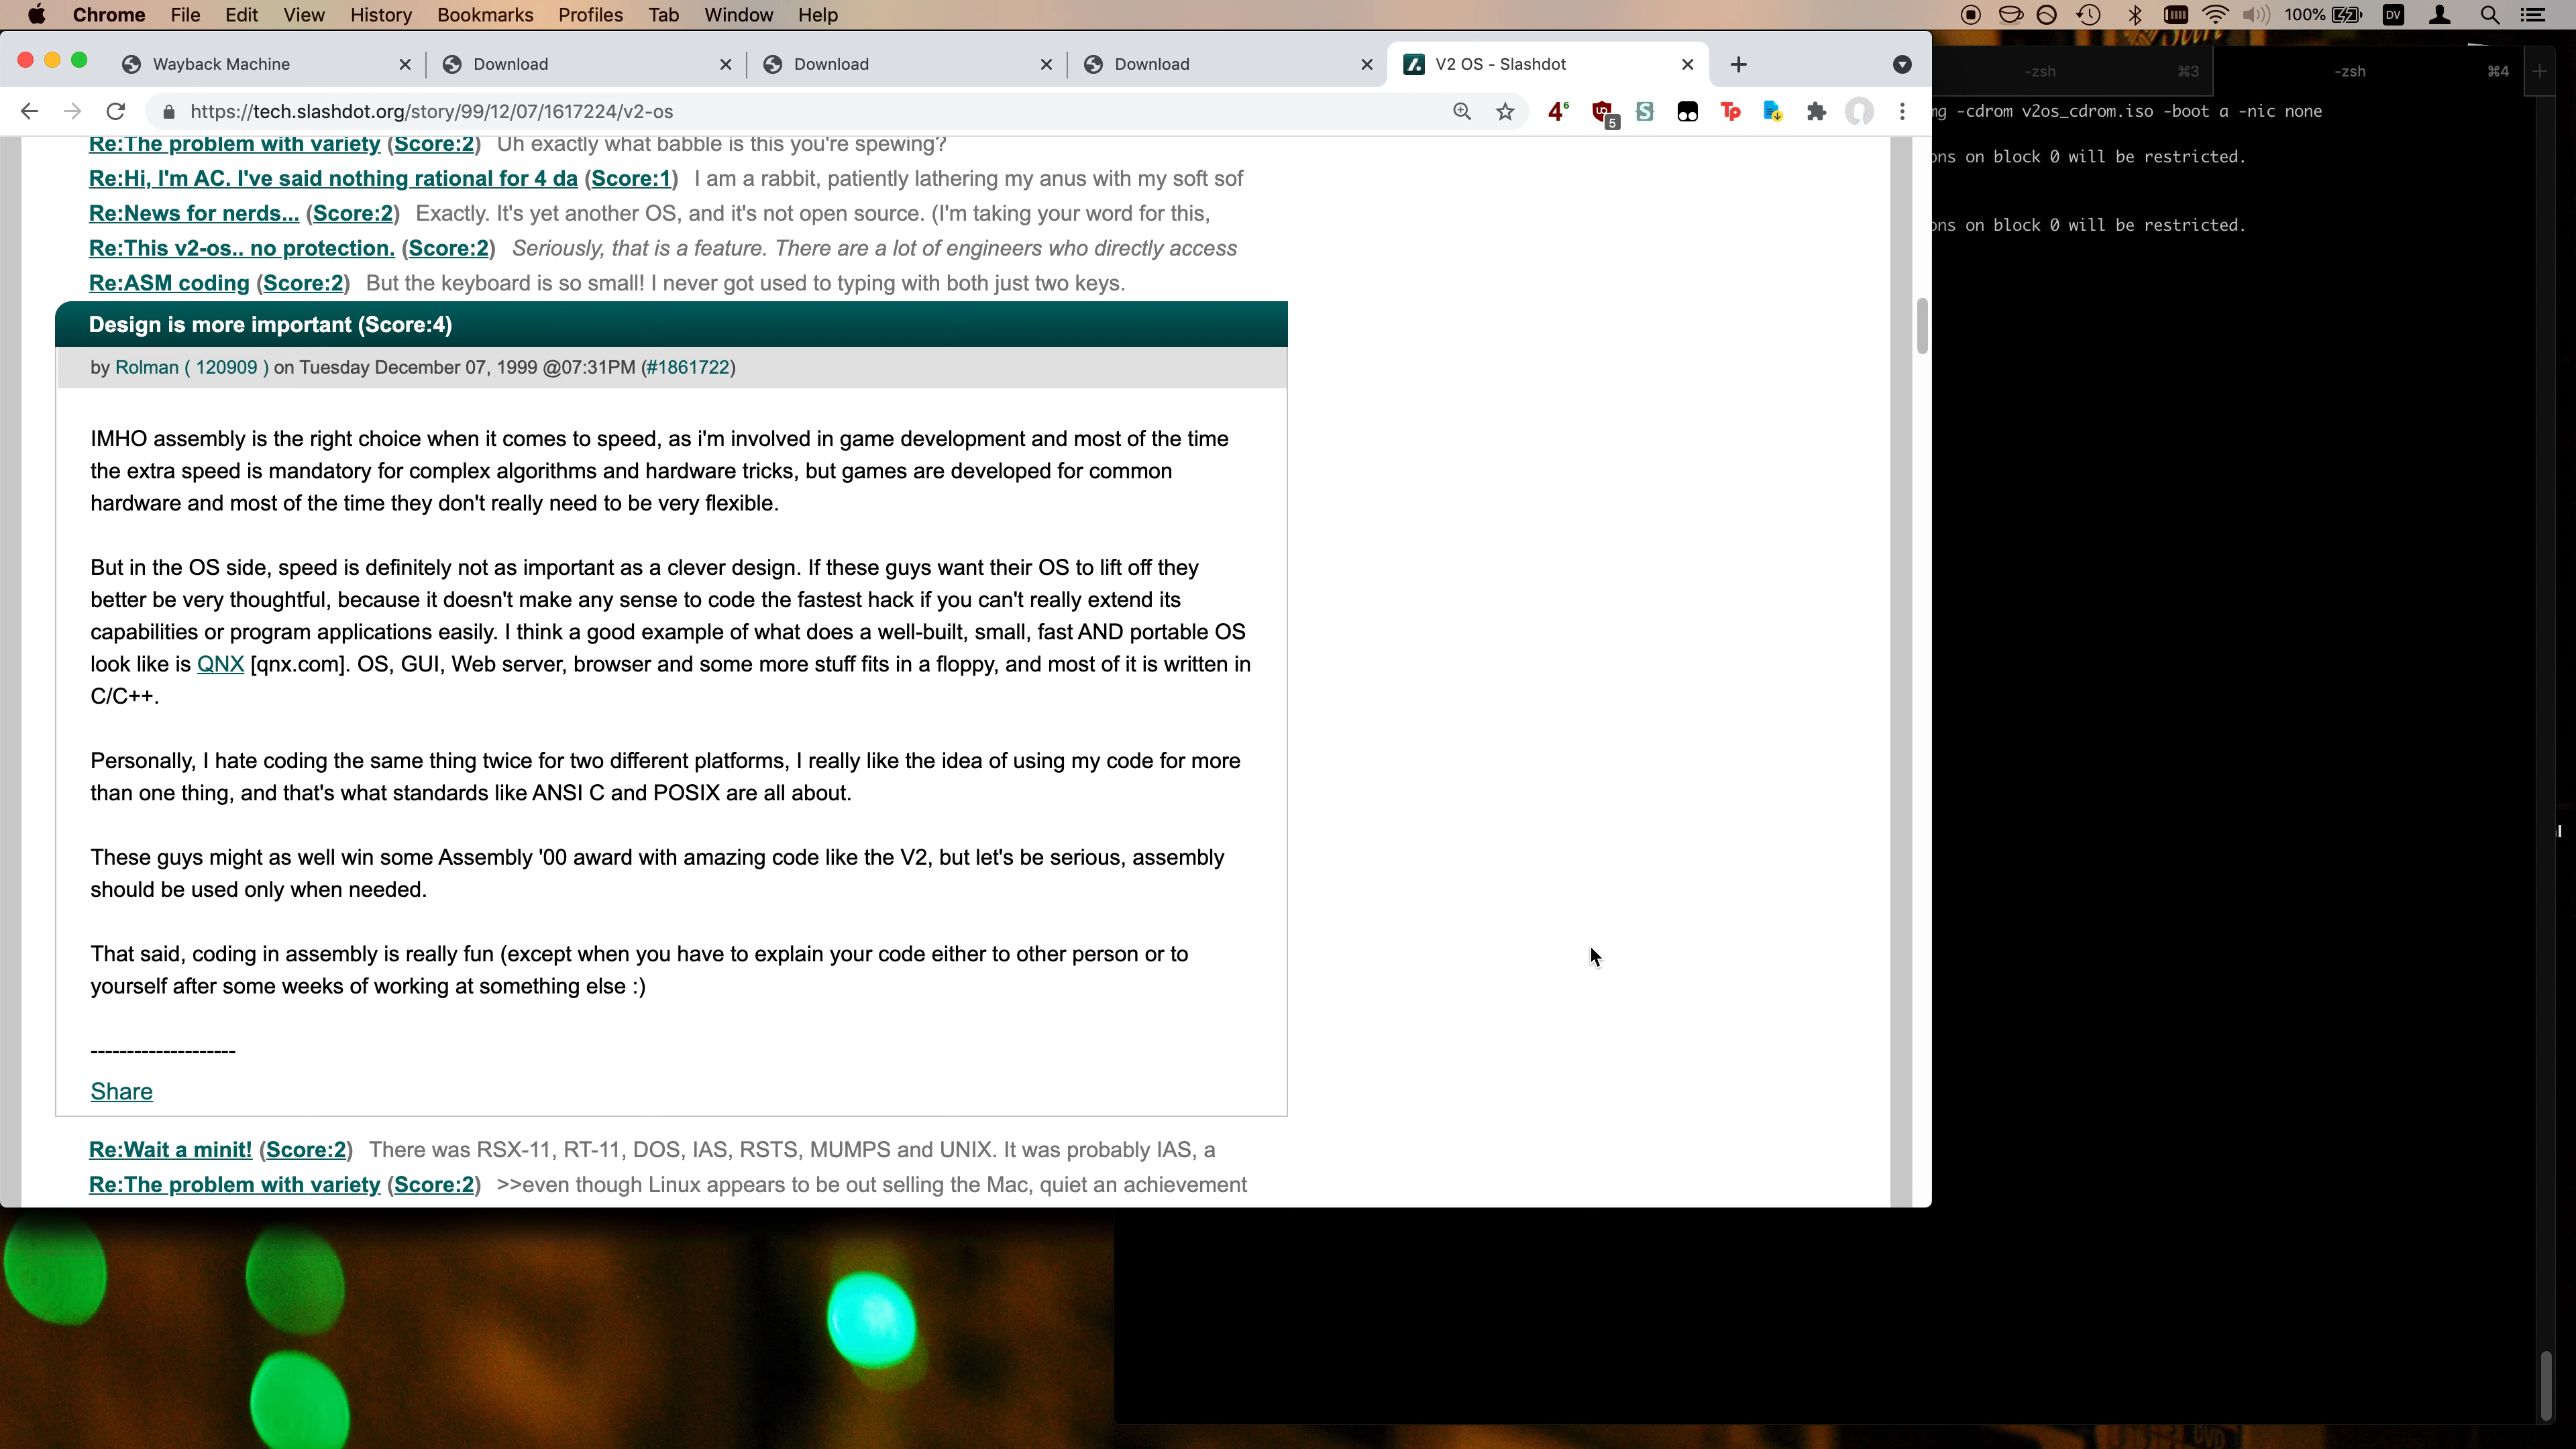 Chrome File Edit View History Bookmarks Profiles Tab Window Help
100% DV
Wayback Machine
Download
Download
Download
V2 OS - Slashdot
-zsh ⌘3
-zsh ⌘4
https://tech.slashdot.org/story/99/12/07/1617224/v2-os
4 6
5
Tp
-cdrom v2os_cdrom.iso -boot a -nic none
on block 0 will be restricted.
on block 0 will be restricted.
Re:The problem with variety (Score:2) Uh exactly what babble is this you're spewing?
Re:Hi, I'm AC. I've said nothing rational for 4 da (Score:1) I am a rabbit, patiently lathering my anus with my soft sof
Re:News for nerds... (Score:2) Exactly. It's yet another OS, and it's not open source. (I'm taking your word for this,
Re:This v2-os.. no protection. (Score:2) Seriously, that is a feature. There are a lot of engineers who directly access
Re:ASM coding (Score:2) But the keyboard is so small! I never got used to typing with both just two keys.
Design is more important (Score:4)
by Rolman ( 120909 ) on Tuesday December 07, 1999 @07:31PM (#1861722)
IMHO assembly is the right choice when it comes to speed, as i'm involved in game development and most of the time
the extra speed is mandatory for complex algorithms and hardware tricks, but games are developed for common
hardware and most of the time they don't really need to be very flexible.
But in the OS side, speed is definitely not as important as a clever design. If these guys want their OS to lift off they
better be very thoughtful, because it doesn't make any sense to code the fastest hack if you can't really extend its
capabilities or program applications easily. I think a good example of what does a well-built, small, fast AND portable OS
look like is QNX [qnx.com]. OS, GUI, Web server, browser and some more stuff fits in a floppy, and most of it is written in
C/C++.
Personally, I hate coding the same thing twice for two different platforms, I really like the idea of using my code for more
than one thing, and that's what standards like ANSI C and POSIX are all about.
These guys might as well win some Assembly '00 award with amazing code like the V2, but let's be serious, assembly
should be used only when needed.
That said, coding in assembly is really fun (except when you have to explain your code either to other person or to
yourself after some weeks of working at something else :)
--------------------
Share
Re:Wait a minit! (Score:2) There was RSX-11, RT-11, DOS, IAS, RSTS, MUMPS and UNIX. It was probably IAS, a
Re:The problem with variety (Score:2) >>even though Linux appears to be out selling the Mac, quiet an achievement